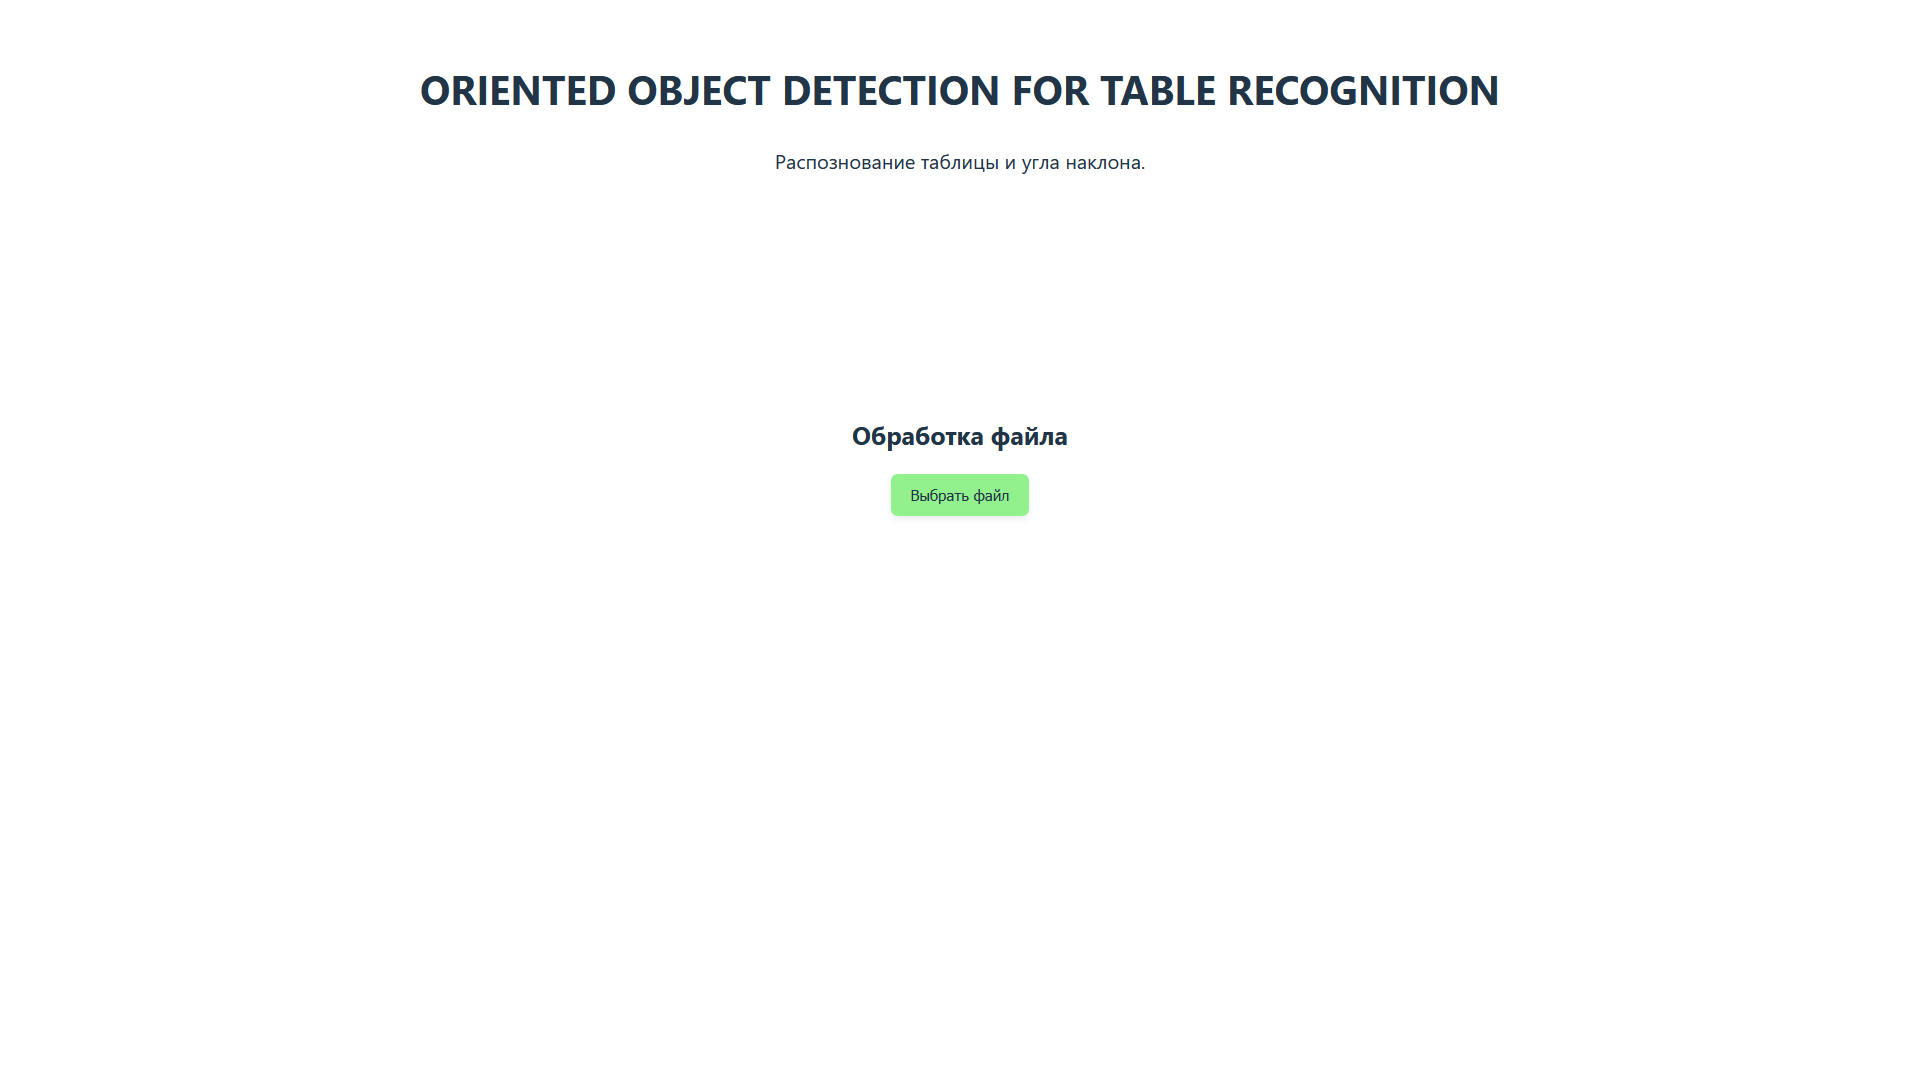 ORIENTED OBJECT DETECTION FOR TABLE RECOGNITION
Распознование таблицы и угла наклона.
Обработка файла
Выбрать файл